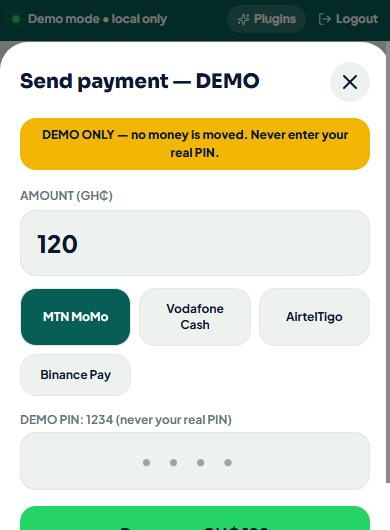 Demo mode • local only
Plugins
Logout
Send payment — DEMO
DEMO ONLY — no money is moved. Never enter your
real PIN.
AMOUNT (GH₵)
120
MTN MoMo
Vodafone
Cash
AirtelTigo
Binance Pay
DEMO PIN: 1234 (never your real PIN)